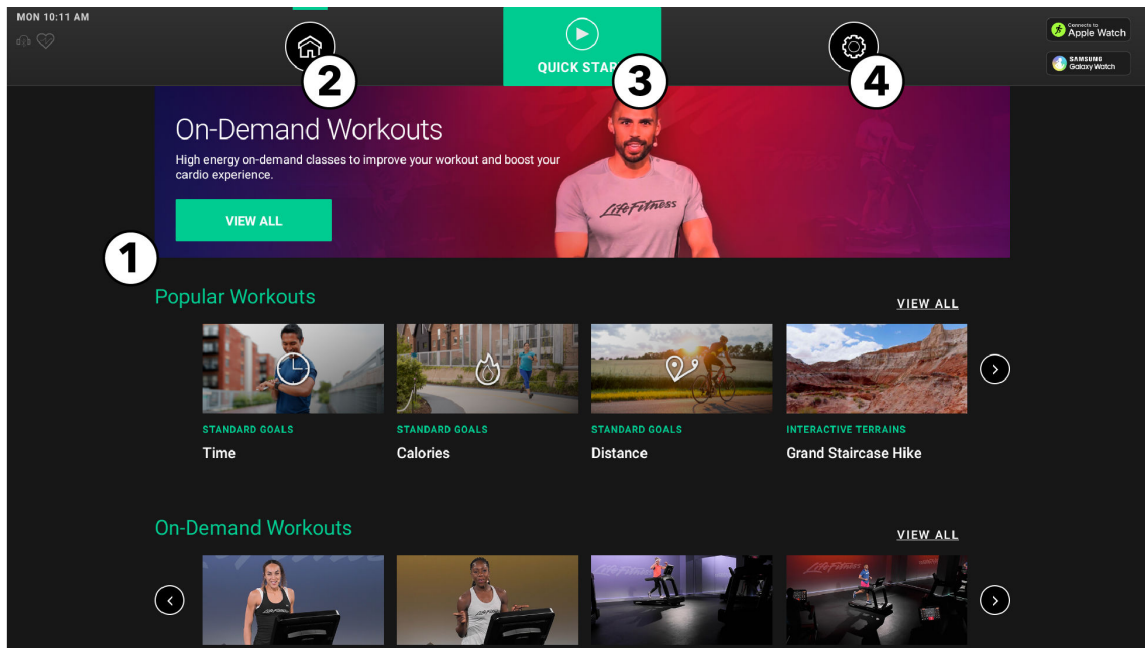 MON 10:11 AM
Connects to
Apple Watch
SAMSUNG
Galaxy Watch
2
QUICK STAR
3
4
On-Demand Workouts
High energy on-demand classes to improve your workout and boost your
cardio experience.
LifeFitness
VIEW ALL
1
Popular Workouts
VIEW ALL
STANDARD GOALS
Time
STANDARD GOALS
Calories
STANDARD GOALS
Distance
INTERACTIVE TERRAINS
Grand Staircase Hike
On-Demand Workouts
VIEW ALL